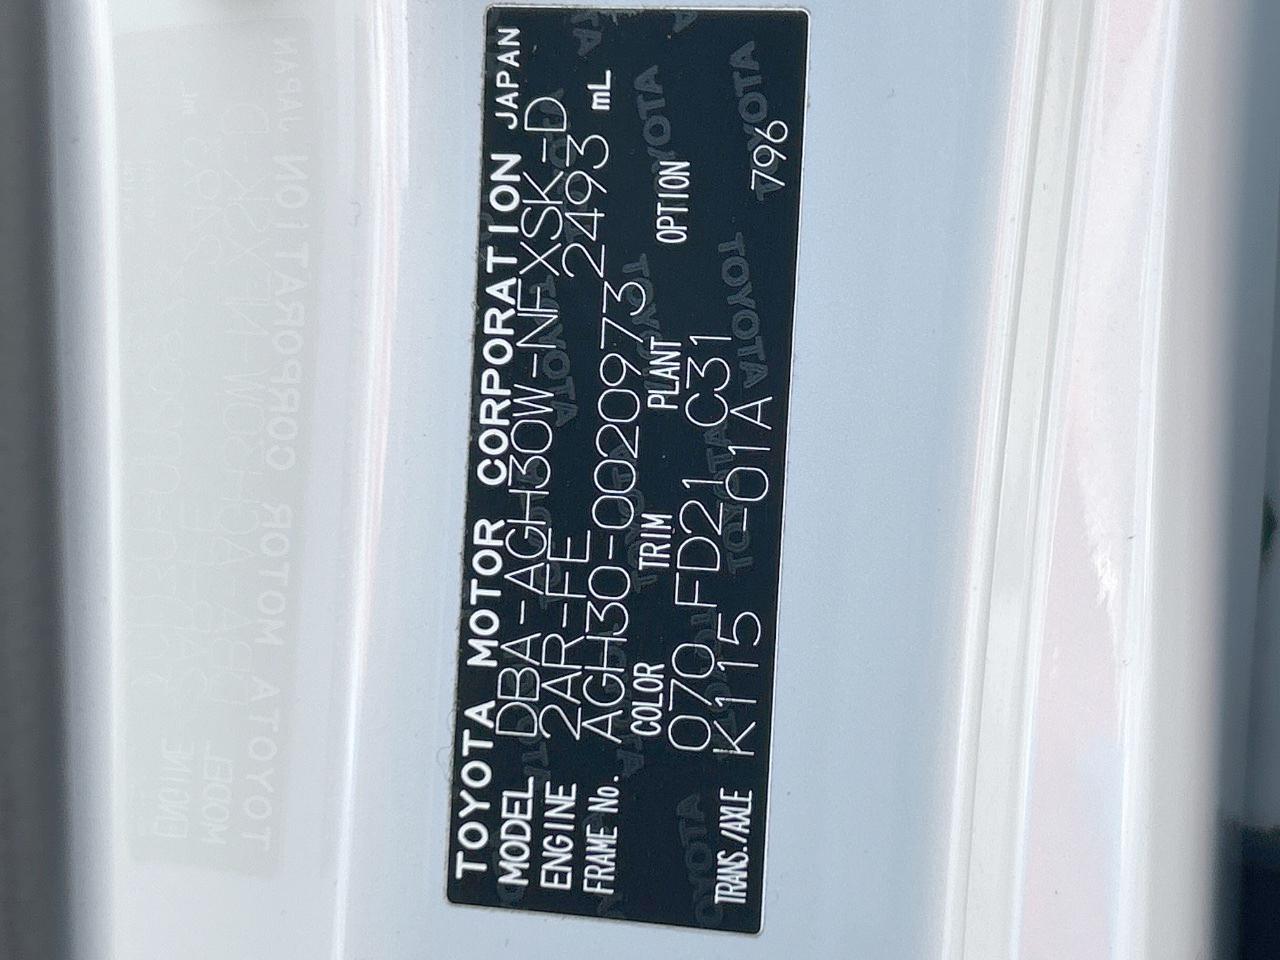 TOYOTA MOTOR CORPORATION JAPAN
MODEL DBA-AGH30W-NFXSK-D
ENGINE 2AR-FE 2493 mL
FRAME No. AGH30-0020973
COLOR TRIM PLANT OPTION
070 FD21 C31
TRANS./AXLE K115 -01A 796